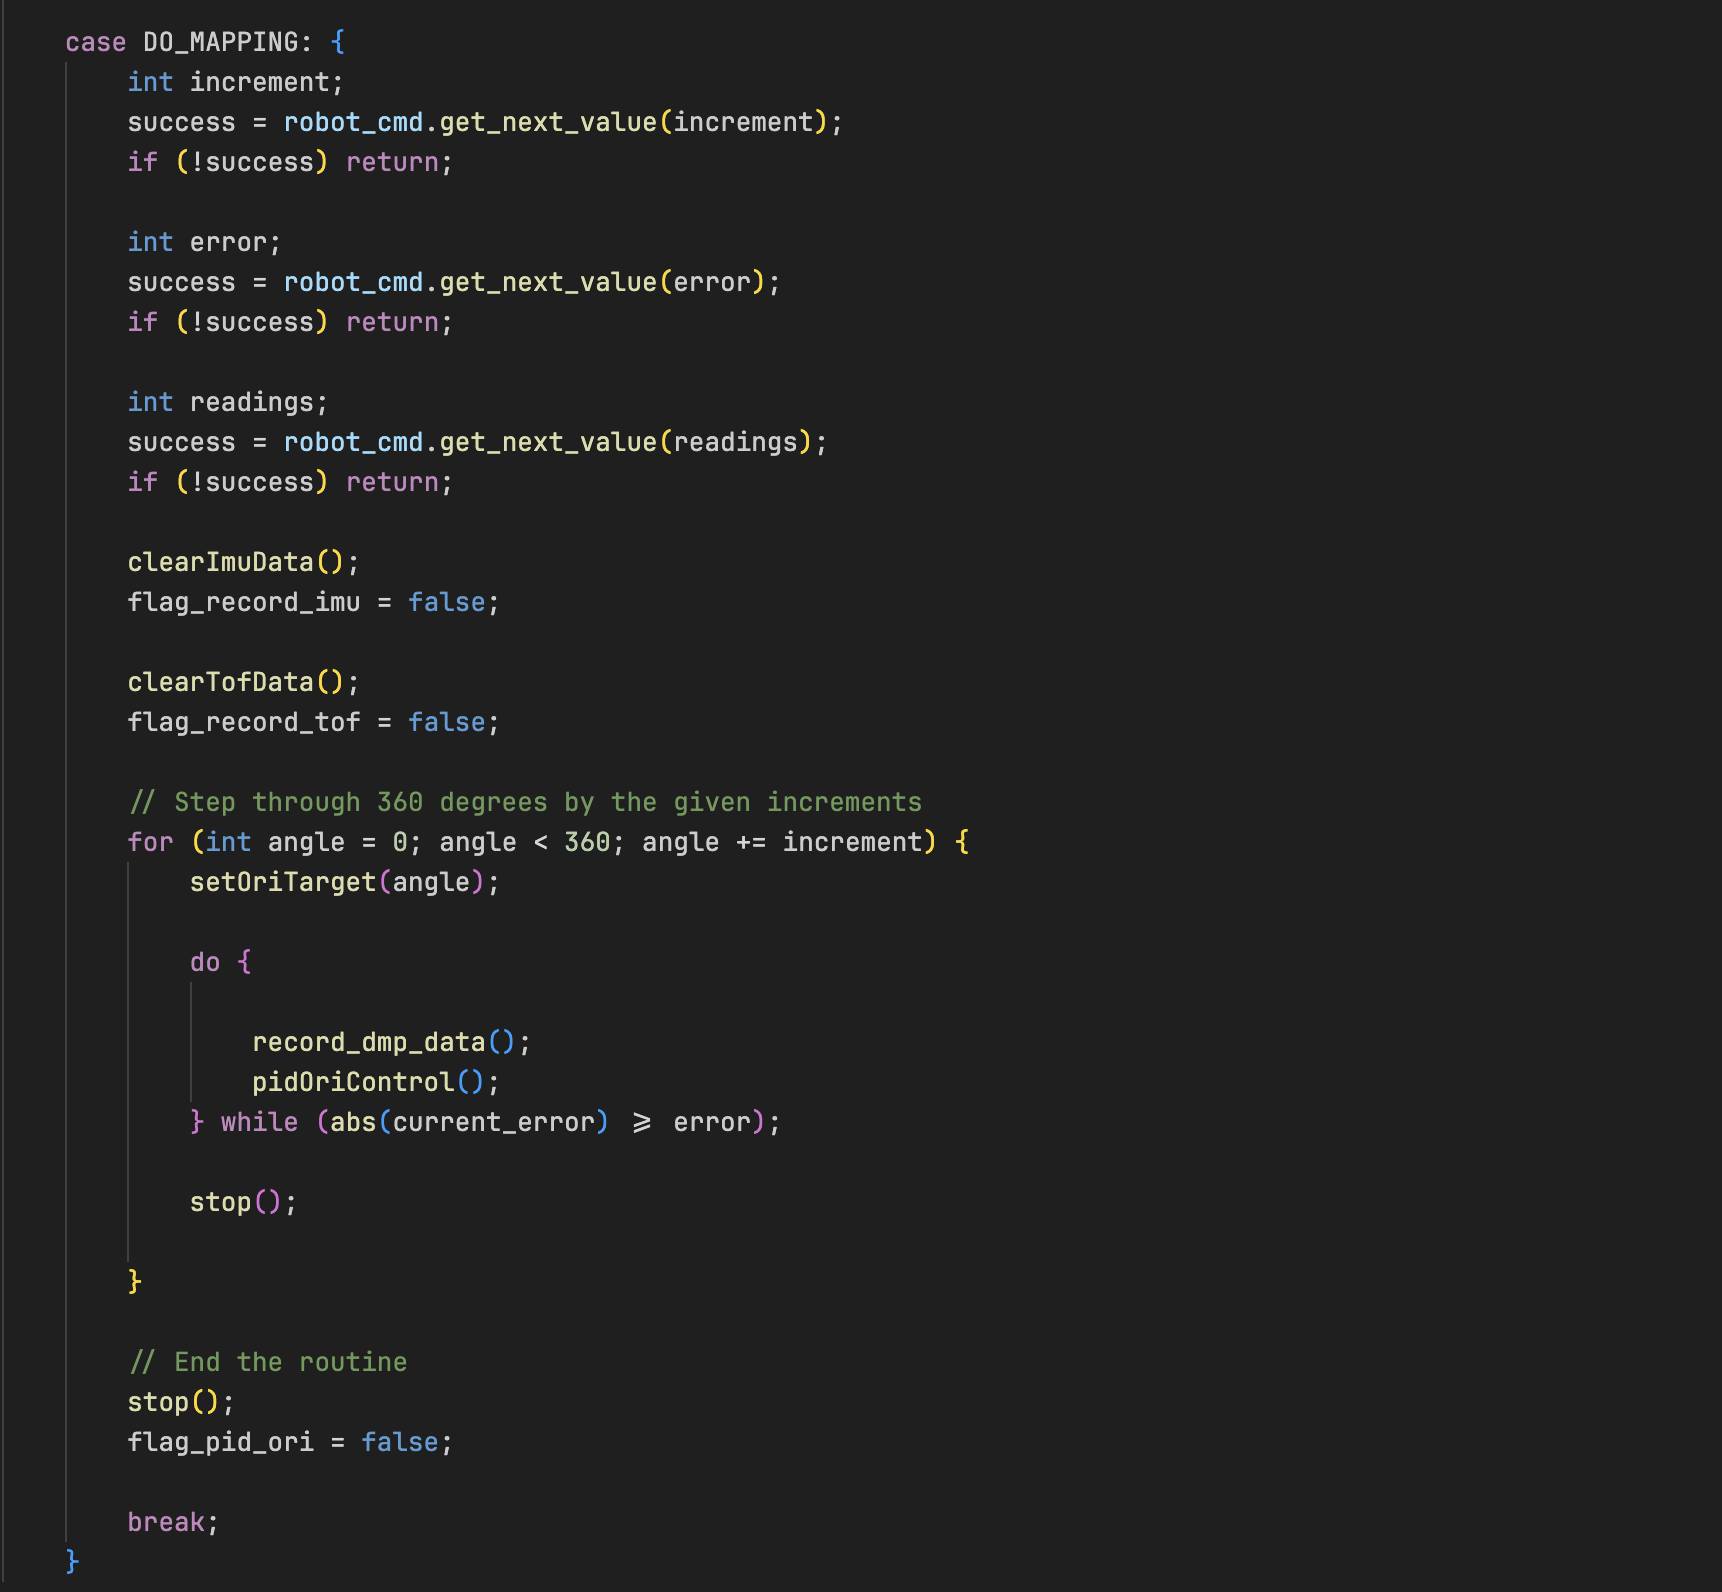 case DO_MAPPING: {
int increment;
success = robot_cmd.get_next_value(increment);
if (!success) return;
int error;
success = robot_cmd.get_next_value(error);
if (!success) return;
int readings;
success = robot_cmd.get_next_value(readings);
if (!success) return;
clearImuData();
flag_record_imu = false;
clearTofData();
flag_record_tof = false;
// Step through 360 degrees by the given increments
for (int angle = 0; angle < 360; angle += increment) {
setOriTarget(angle);
do {
record_dmp_data();
pidOriControl();
} while (abs(current_error) >= error);
stop();
}
// End the routine
stop();
flag_pid_ori = false;
break;
}